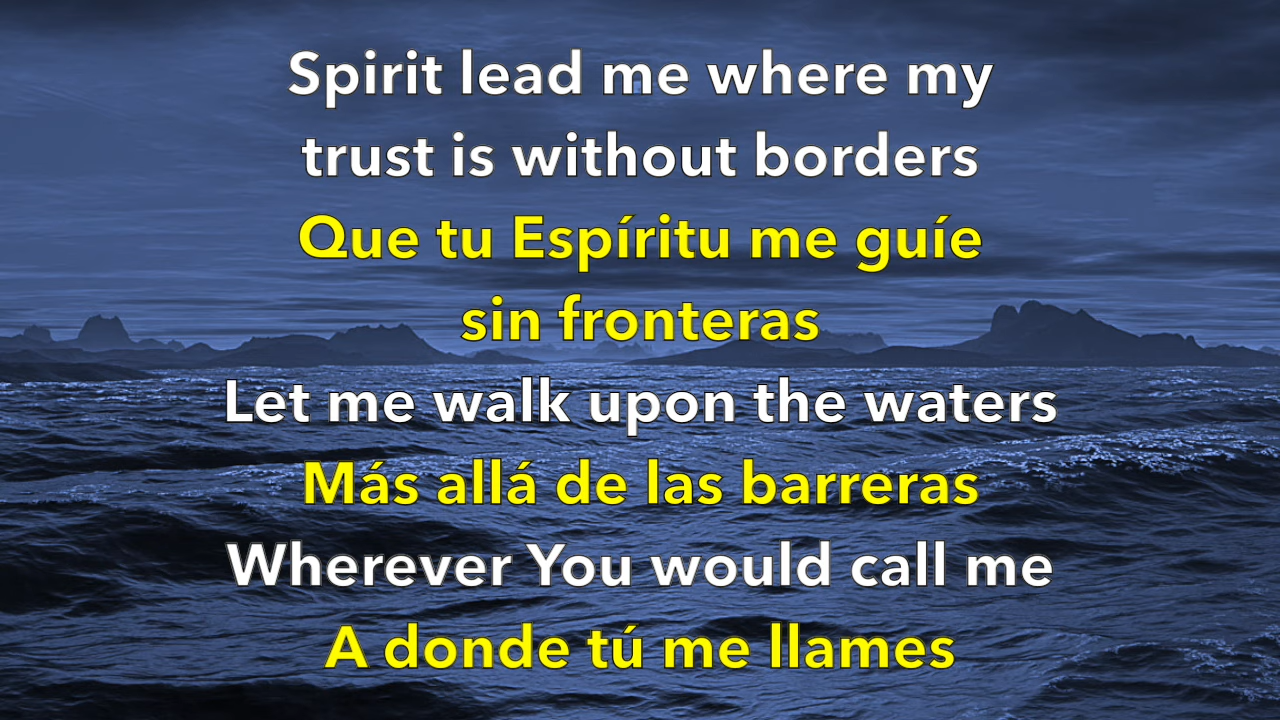 Spirit lead me where my
trust is without borders
Que tu Espíritu me guíe
sin fronteras
Let me walk upon the waters
Más allá de las barreras
Wherever You would call me
A donde tú me llames